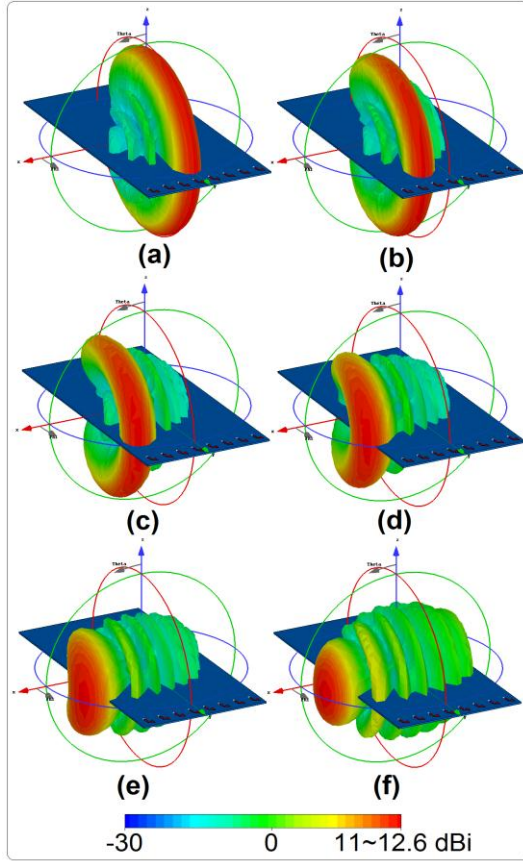 z z
Theta Theta
x x
(a) (b)
z z
Theta Theta
x x
(c) (d)
z z
Theta Theta
x x
(e) (f)
-30 0 11~12.6 dBi